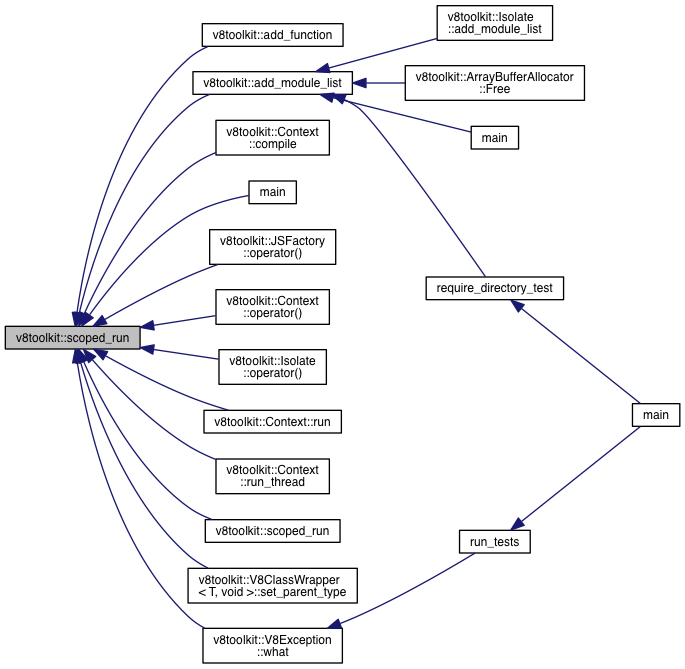 v8toolkit::scoped_run
v8toolkit::add_function
v8toolkit::add_module_list
v8toolkit::Context
::compile
main
v8toolkit::JSFactory
::operator()
v8toolkit::Context
::operator()
v8toolkit::Isolate
::operator()
v8toolkit::Context::run
v8toolkit::Context
::run_thread
v8toolkit::scoped_run
v8toolkit::V8ClassWrapper
< T, void >::set_parent_type
v8toolkit::V8Exception
::what
v8toolkit::Isolate
::add_module_list
v8toolkit::ArrayBufferAllocator
::Free
main
require_directory_test
run_tests
main